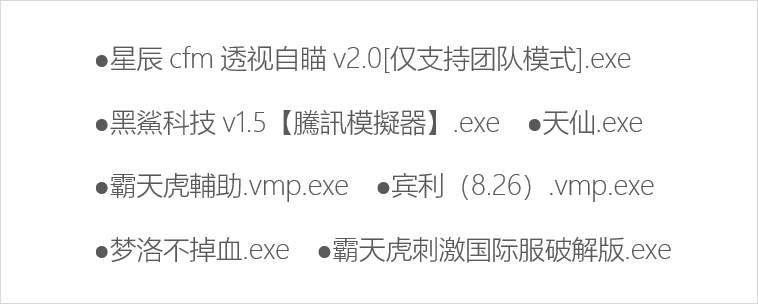 ●星辰 cfm 透视自瞄 v2.0[仅支持团队模式].exe
●黑鲨科技 v1.5【騰訊模擬器】.exe ●天仙.exe
●霸天虎輔助.vmp.exe ●宾利（8.26）.vmp.exe
●梦洛不掉血.exe ●霸天虎刺激国际服破解版.exe